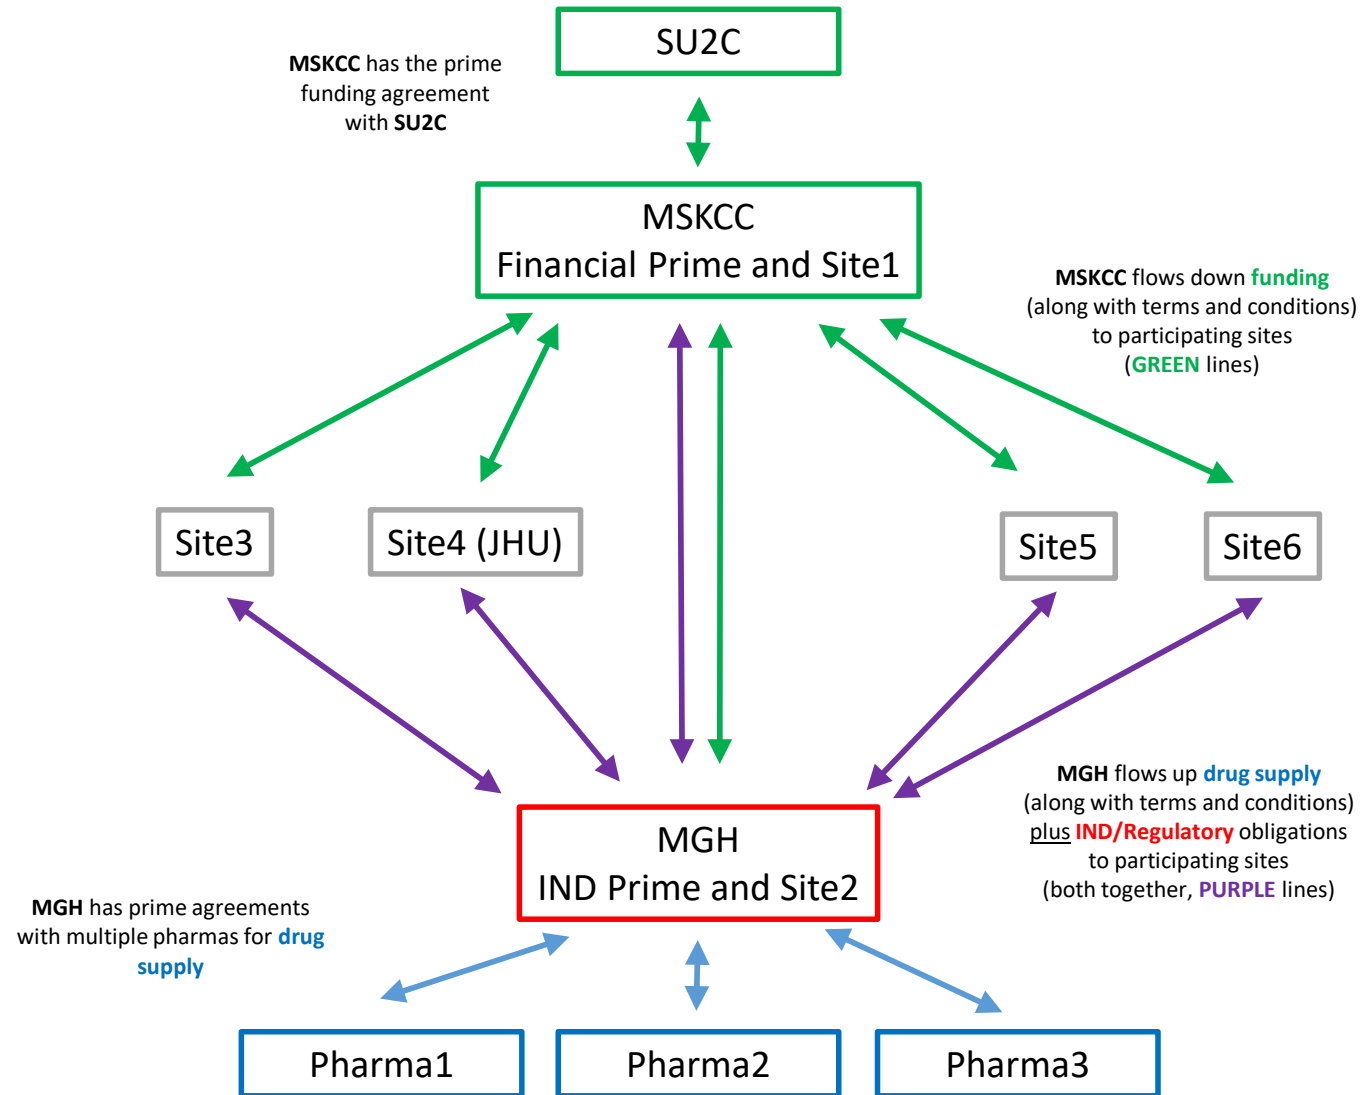 SU2C
MSKCC has the prime
funding agreement
with SU2C
MSKCC
Financial Prime and Site1
MSKCC flows down funding
(along with terms and conditions)
to participating sites
(GREEN lines)
Site3
Site4 (JHU)
Site5
Site6
MGH flows up drug supply
(along with terms and conditions)
plus IND/Regulatory obligations
to participating sites
(both together, PURPLE lines)
MGH
IND Prime and Site2
MGH has prime agreements
with multiple pharmas for drug
supply
Pharma1
Pharma2
Pharma3